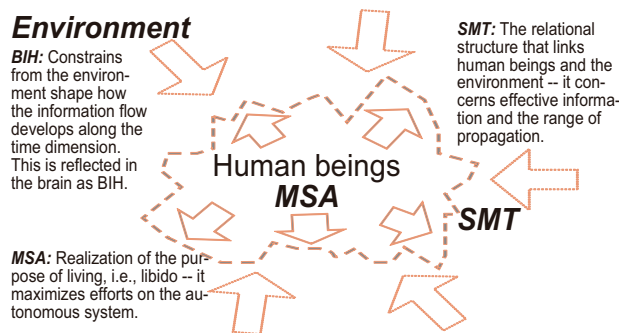 Environment
BIH: Constrains
from the environ-
ment shape how
the information flow
develops along the
time dimension.
This is reflected in
the brain as BIH.
SMT: The relational
structure that links
human beings and the
environment -- it con-
cerns effective informa-
tion and the range of
propagation.
Human beings
MSA
SMT
MSA: Realization of the pur-
pose of living, i.e., libido -- it
maximizes efforts on the au-
tonomous system.